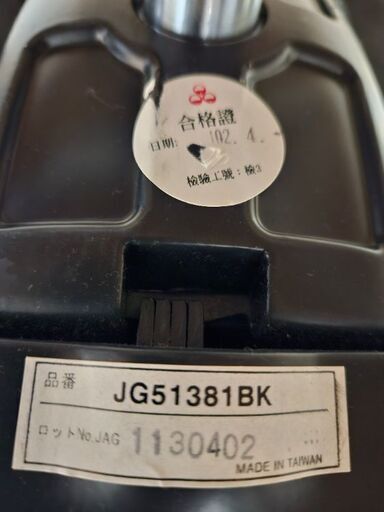 合格證
日期: 102.4.
檢驗工號：檢3
品番 JG51381BK
ロットNo.JAG 1130402
MADE IN TAIWAN